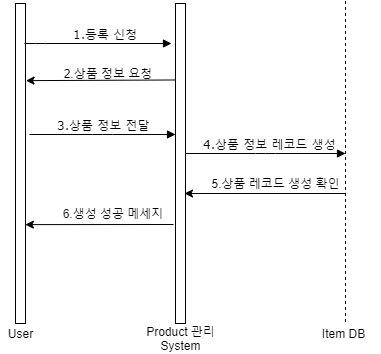 1.등록 신청
2.상품 정보 요청
3.상품 정보 전달
4.상품 정보 레코드 생성
5.상품 레코드 생성 확인
6.생성 성공 메세지
User
Product 관리
System
Item DB